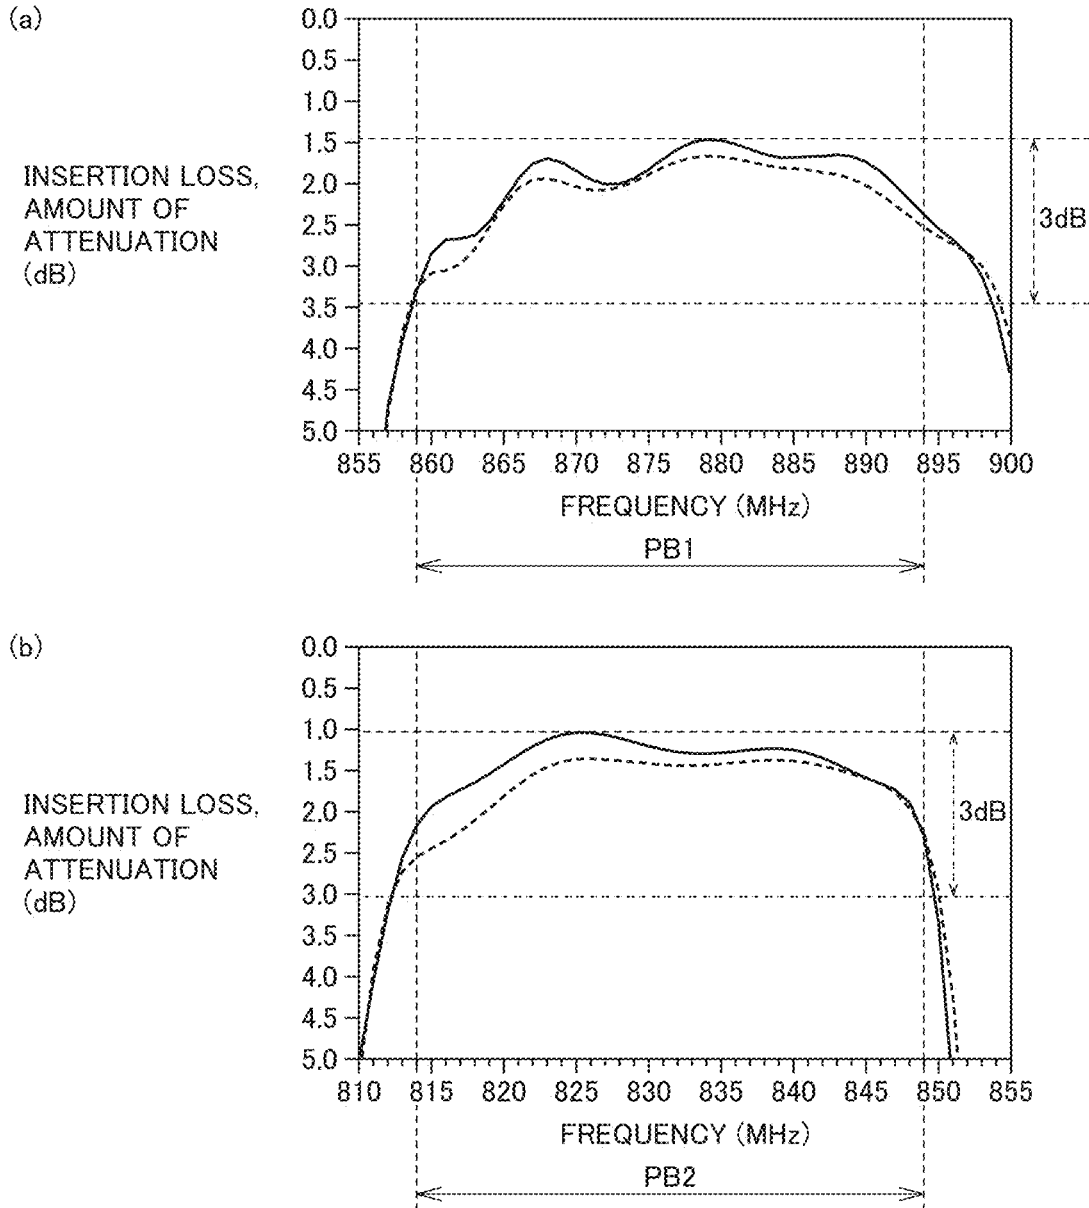 (a)
0.0
0.5
1.0
1.5
2.0
2.5
3.0
3.5
4.0
4.5
5.0
INSERTION LOSS,
AMOUNT OF
ATTENUATION
(dB)
3dB
855 860 865 870 875 880 885 890 895 900
FREQUENCY (MHz)
PB1
(b)
0.0
0.5
1.0
1.5
2.0
2.5
3.0
3.5
4.0
4.5
5.0
INSERTION LOSS,
AMOUNT OF
ATTENUATION
(dB)
3dB
810 815 820 825 830 835 840 845 850 855
FREQUENCY (MHz)
PB2